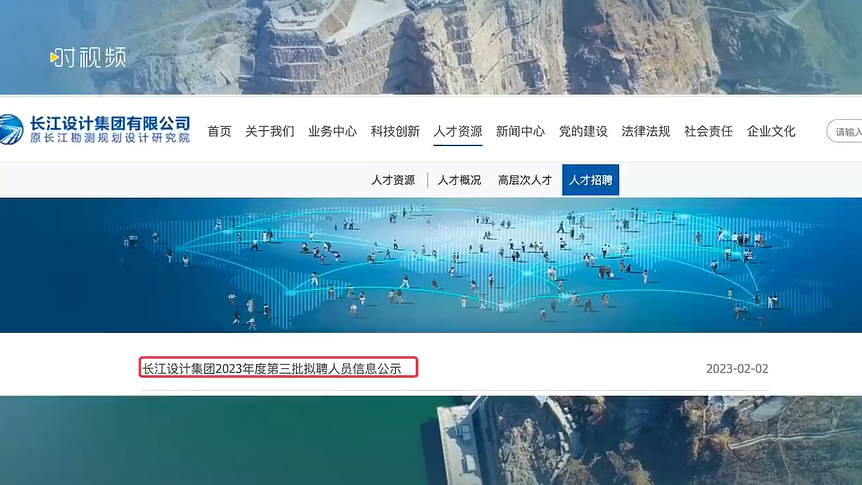 时视频
长江设计集团有限公司
原长江勘测规划设计研究院
首页 关于我们 业务中心 科技创新 人才资源 新闻中心 党的建设 法律法规 社会责任 企业文化 请输入
人才资源 人才概况 高层次人才 人才招聘
长江设计集团2023年度第三批拟聘人员信息公示 2023-02-02